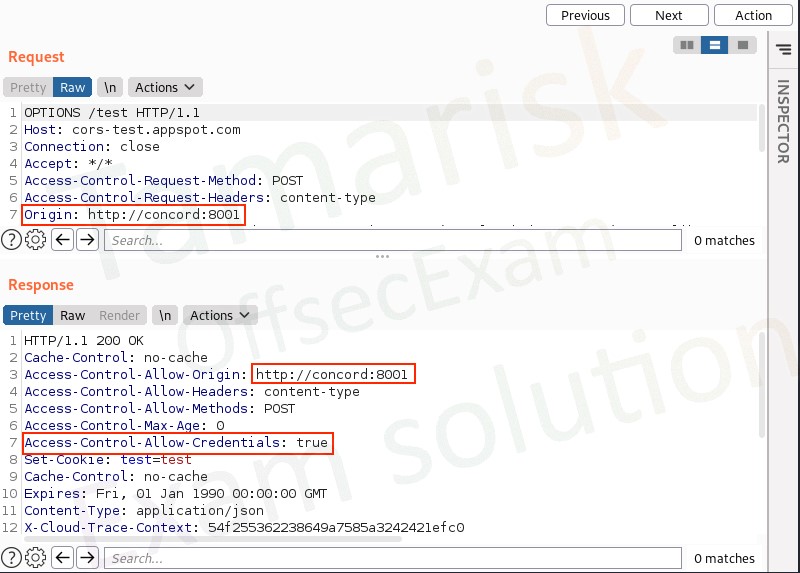 Previous
Next
Action
Request
Pretty Raw \n Actions
INSPECTOR
1 OPTIONS /test HTTP/1.1
2 Host: cors-test.appspot.com
3 Connection: close
4 Accept: */*
5 Access-Control-Request-Method: POST
6 Access-Control-Request-Headers: content-type
7 Origin: http://concord:8001
? Search... 0 matches
Response
Pretty Raw Render \n Actions
1 HTTP/1.1 200 OK
2 Cache-Control: no-cache
3 Access-Control-Allow-Origin: http://concord:8001
4 Access-Control-Allow-Headers: content-type
5 Access-Control-Allow-Methods: POST
6 Access-Control-Max-Age: 0
7 Access-Control-Allow-Credentials: true
8 Set-Cookie: test=test
9 Cache-Control: no-cache
10 Expires: Fri, 01 Jan 1990 00:00:00 GMT
11 Content-Type: application/json
12 X-Cloud-Trace-Context: 54f255362238649a7585a3242421efc0
? Search... 0 matches
Tamarisk
OffsecExam
Exam solution